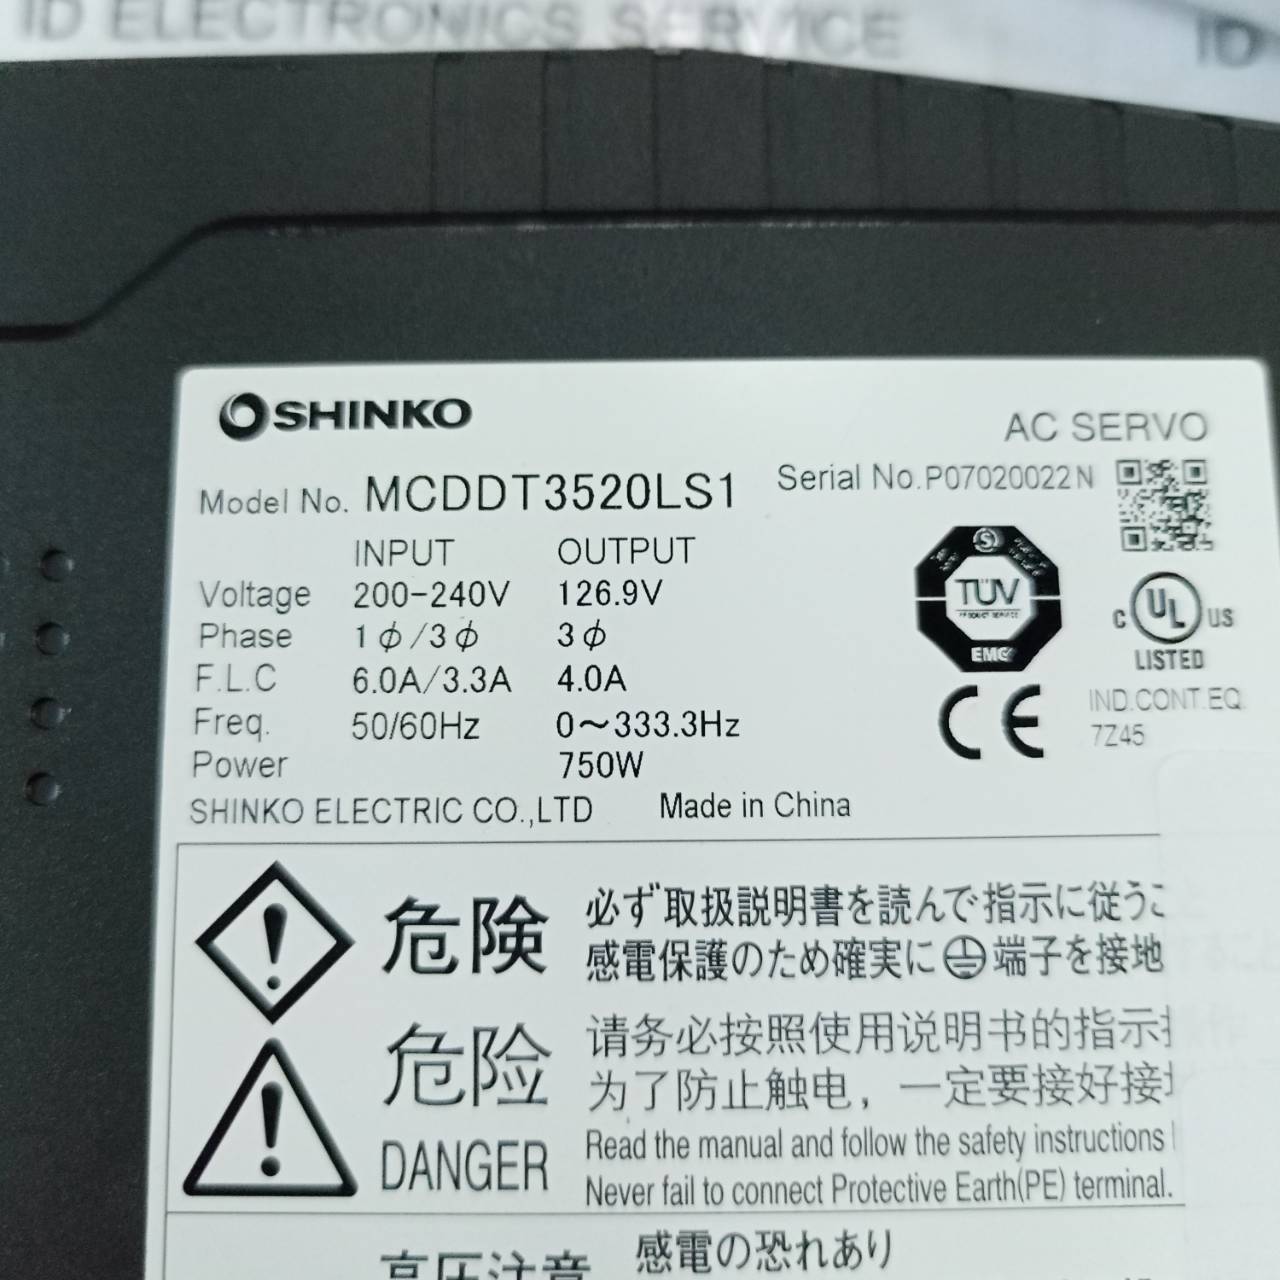 ID ELECTRONICS SERVICE
ID
SHINKO
AC SERVO
Model No. MCDDT3520LS1
Serial No.P07020022N
INPUT OUTPUT
Voltage 200-240V 126.9V
Phase 1φ/3φ 3φ
F.L.C 6.0A/3.3A 4.0A
Freq. 50/60Hz 0～333.3Hz
Power 750W
SHINKO ELECTRIC CO.,LTD Made in China
TÜV
PRODUCT SERVICE
EMC
CE
C UL US
LISTED
IND.CONT.EQ.
7Z45
危険
必ず取扱説明書を読んで指示に従うこ
感電保護のため確実に端子を接地
危险
请务必按照使用说明书的指示
为了防止触电，一定要接好接
DANGER
Read the manual and follow the safety instructions
Never fail to connect Protective Earth(PE) terminal.
高圧注意
感電の恐れあり